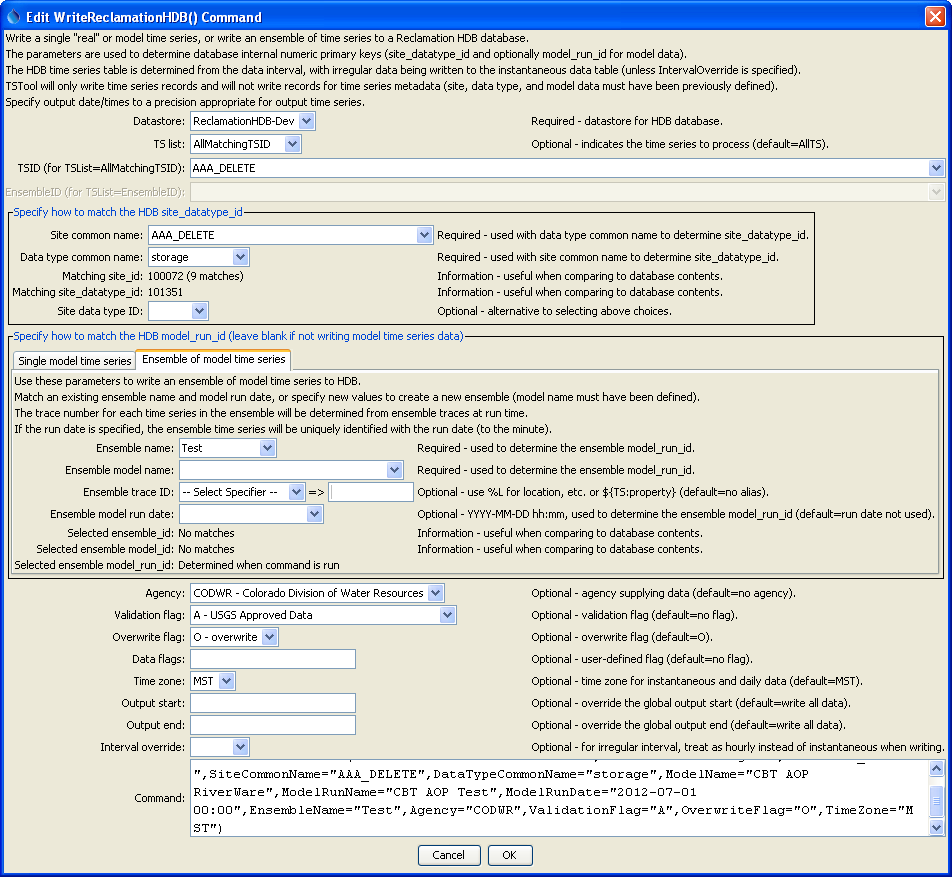 Edit WriteReclamationHDB() Command
Write a single "real" or model time series, or write an ensemble of time series to a Reclamation HDB database.
The parameters are used to determine database internal numeric primary keys (site_datatype_id and optionally model_run_id for model data).
The HDB time series table is determined from the data interval, with irregular data being written to the instantaneous data table (unless IntervalOverride is specified).
TSTool will only write time series records and will not write records for time series metadata (site, data type, and model data must have been previously defined).
Specify output date/times to a precision appropriate for output time series.
Datastore: ReclamationHDB-Dev Required - datastore for HDB database.
TS list: AllMatchingTSID Optional - indicates the time series to process (default=AllTS).
TSID (for TSList=AllMatchingTSID): AAA_DELETE
EnsembleID (for TSList=EnsembleID):
Specify how to match the HDB site_datatype_id
Site common name: AAA_DELETE Required - used with data type common name to determine site_datatype_id.
Data type common name: storage Required - used with site common name to determine site_datatype_id.
Matching site_id: 100072 (9 matches) Information - useful when comparing to database contents.
Matching site_datatype_id: 101351 Information - useful when comparing to database contents.
Site data type ID: Optional - alternative to selecting above choices.
Specify how to match the HDB model_run_id (leave blank if not writing model time series data)
Single model time series Ensemble of model time series
Use these parameters to write an ensemble of model time series to HDB.
Match an existing ensemble name and model run date, or specify new values to create a new ensemble (model name must have been defined).
The trace number for each time series in the ensemble will be determined from ensemble traces at run time.
If the run date is specified, the ensemble time series will be uniquely identified with the run date (to the minute).
Ensemble name: Test Required - used to determine the ensemble model_run_id.
Ensemble model name: Required - used to determine the ensemble model_run_id.
Ensemble trace ID: -- Select Specifier -- => Optional - use %L for location, etc. or ${TS:property} (default=no alias).
Ensemble model run date: Optional - YYYY-MM-DD hh:mm, used to determine the ensemble model_run_id (default=run date not used).
Selected ensemble_id: No matches Information - useful when comparing to database contents.
Selected ensemble model_id: No matches Information - useful when comparing to database contents.
Selected ensemble model_run_id: Determined when command is run
Agency: CODWR - Colorado Division of Water Resources Optional - agency supplying data (default=no agency).
Validation flag: A - USGS Approved Data Optional - validation flag (default=no flag).
Overwrite flag: O - overwrite Optional - overwrite flag (default=O).
Data flags: Optional - user-defined flag (default=no flag).
Time zone: MST Optional - time zone for instantaneous and daily data (default=MST).
Output start: Optional - override the global output start (default=write all data).
Output end: Optional - override the global output end (default=write all data).
Interval override: Optional - for irregular interval, treat as hourly instead of instantaneous when writing.
Command:
",SiteCommonName="AAA_DELETE",DataTypeCommonName="storage",ModelName="CBT AOP
RiverWare",ModelRunName="CBT AOP Test",ModelRunDate="2012-07-01
00:00",EnsembleName="Test",Agency="CODWR",ValidationFlag="A",OverwriteFlag="O",TimeZone="M
ST")
Cancel OK